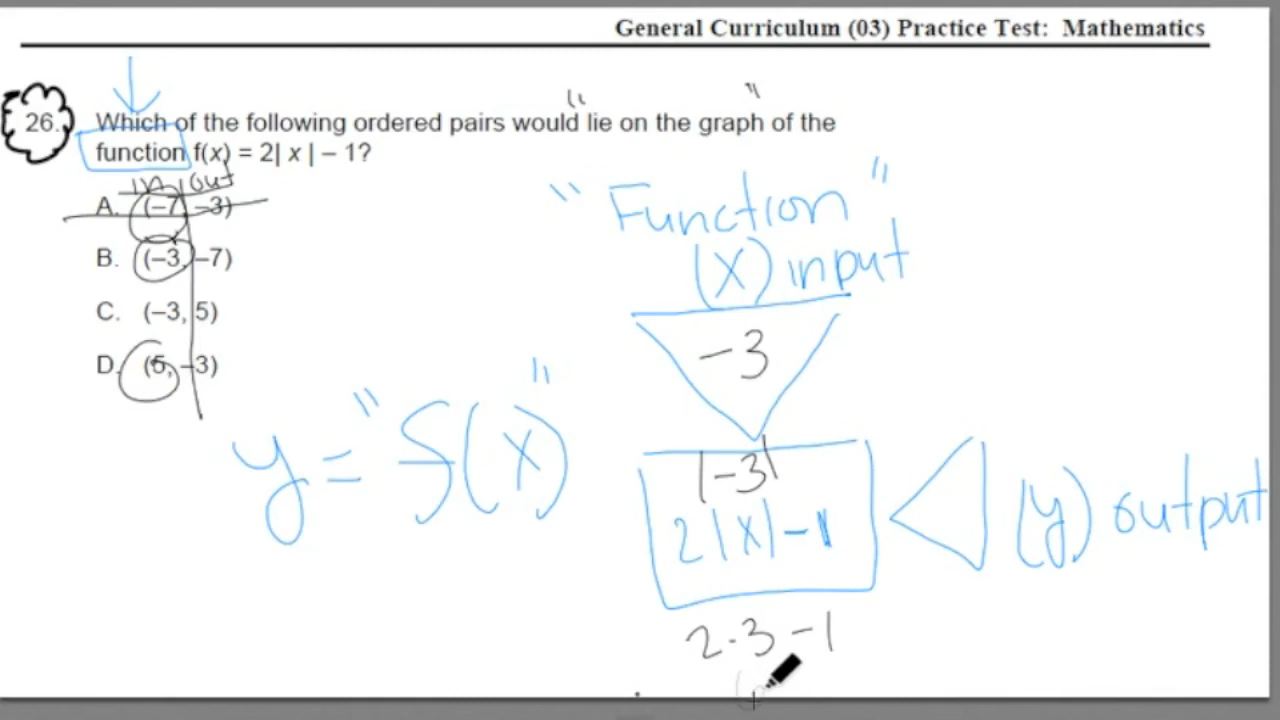 General Curriculum (03) Practice Test: Mathematics
26. Which of the following ordered pairs would lie on the graph of the
function f(x) = 2| x | – 1?
in out
A. (–7, –3)
B. (–3, –7)
C. (–3, 5)
D. (5, –3)
"Function"
(x) input
-3
|-3|
2|x|-1
y = "f(x)"
(y) output
2·3-1